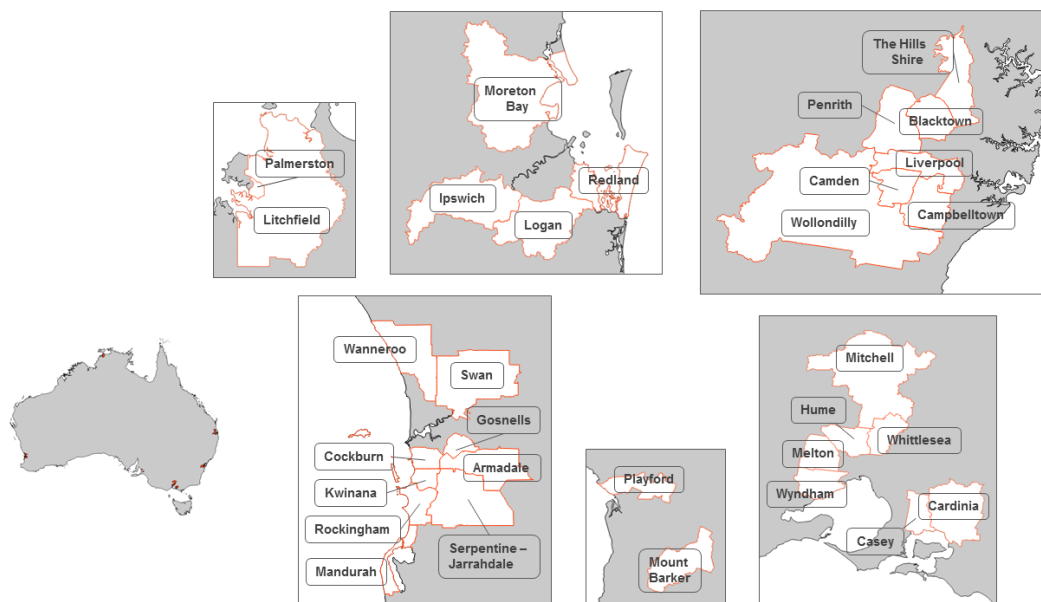 The Hills
Shire
Moreton
Bay
Penrith
Blacktown
Palmerston
Liverpool
Redland
Camden
Ipswich
Litchfield
Wollondilly
Campbelltown
Logan
Wanneroo
Mitchell
Swan
Gosnells
Hume
Whittlesea
Cockburn
Melton
Armadale
Playford
Kwinana
Wyndham
Cardinia
Rockingham
Casey
Serpentine –
Jarrahdale
Mount
Barker
Mandurah